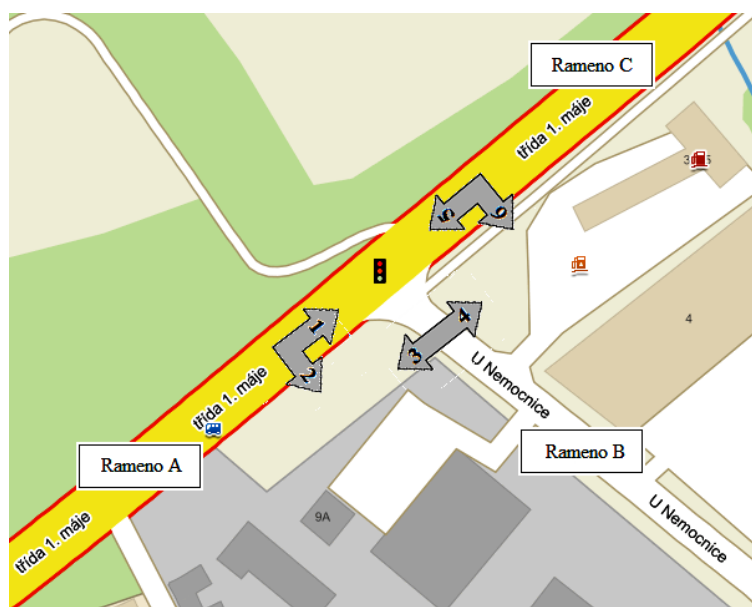 Rameno C
třída 1. máje
3
5
5
6
4
1
4
3
2
U Nemocnice
třída 1. máje
Rameno A
Rameno B
9A
U Nemocnice
třída 1. máje